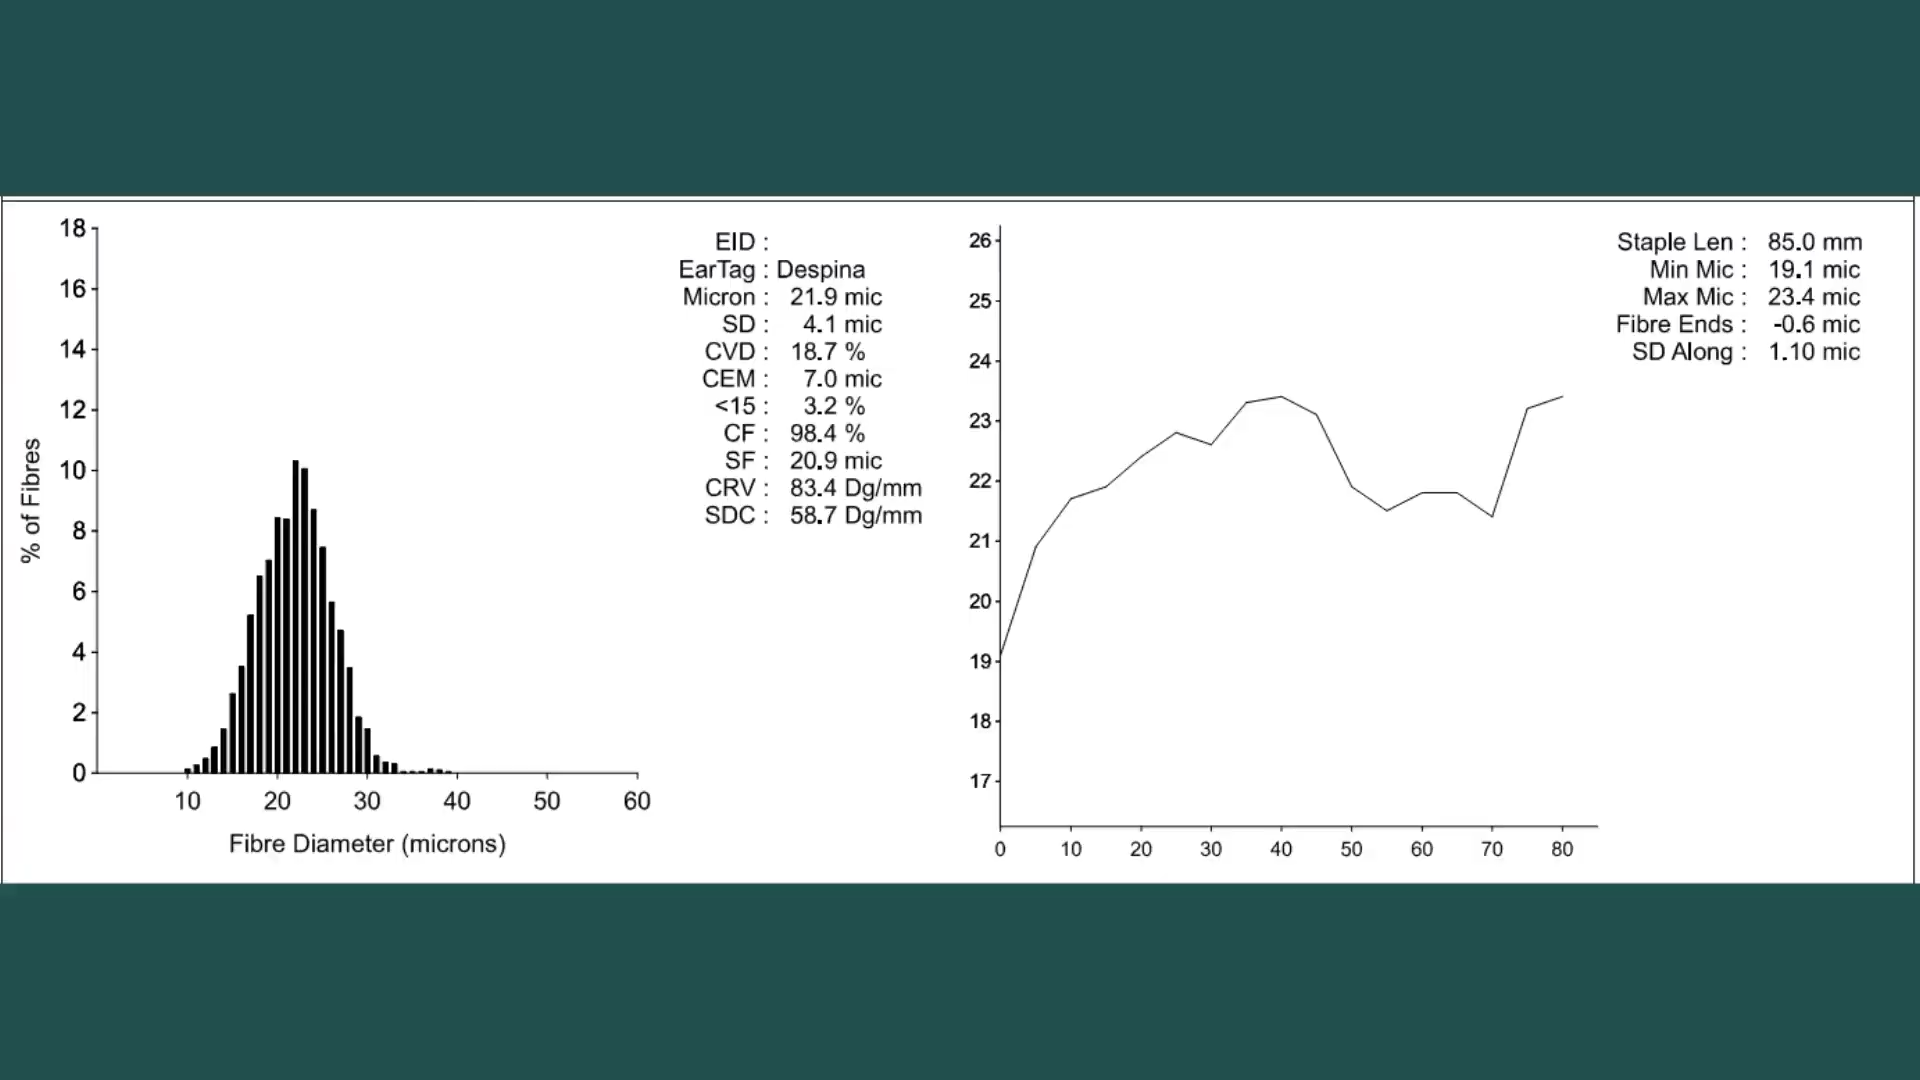 18
16
14
12
10
8
6
4
2
0
% of Fibres
10 20 30 40 50 60
Fibre Diameter (microns)
EID :
EarTag : Despina
Micron : 21.9 mic
SD : 4.1 mic
CVD : 18.7 %
CEM : 7.0 mic
<15 : 3.2 %
CF : 98.4 %
SF : 20.9 mic
CRV : 83.4 Dg/mm
SDC : 58.7 Dg/mm
26
25
24
23
22
21
20
19
18
17
0 10 20 30 40 50 60 70 80
Staple Len : 85.0 mm
Min Mic : 19.1 mic
Max Mic : 23.4 mic
Fibre Ends : -0.6 mic
SD Along : 1.10 mic